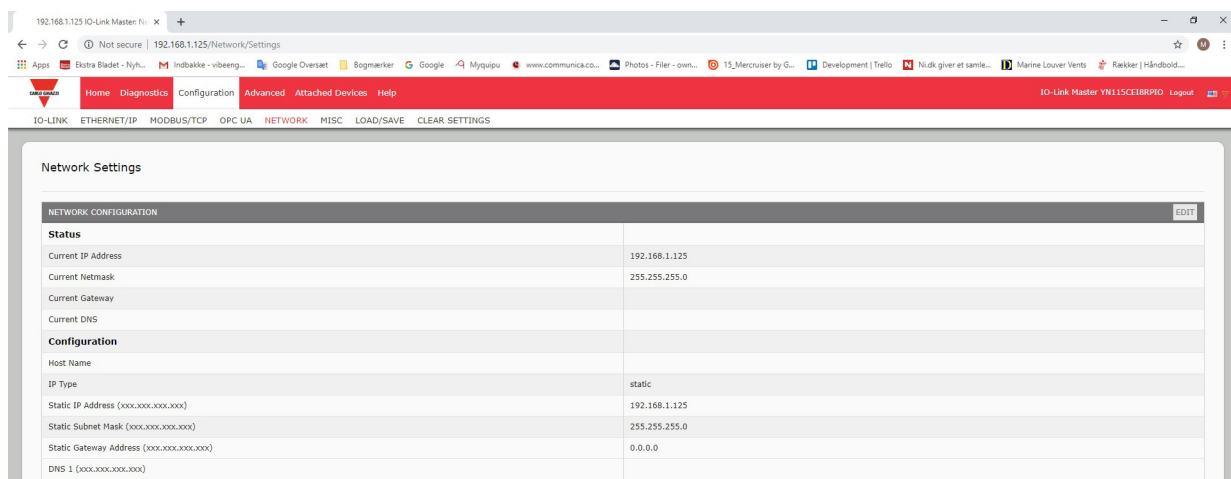 192.168.1.125 IO-Link Master: Ne
Not secure | 192.168.1.125/Network/Settings
Apps Ekstra Bladet - Nyh... Indbakke - vibeeng... Google Oversæt Bogmærker Google Myquipu www.communica.co... Photos - Filer - own... 15_Mercruiser by G... Development | Trello Ni.dk giver et samle... Marine Louver Vents Rækker | Håndbold....
CARLO GAVAZZI Home Diagnostics Configuration Advanced Attached Devices Help IO-Link Master YN115CEI8RPIO Logout
IO-LINK ETHERNET/IP MODBUS/TCP OPC UA NETWORK MISC LOAD/SAVE CLEAR SETTINGS
Network Settings
NETWORK CONFIGURATION EDIT
Status
Current IP Address 192.168.1.125
Current Netmask 255.255.255.0
Current Gateway
Current DNS
Configuration
Host Name
IP Type static
Static IP Address (xxx.xxx.xxx.xxx) 192.168.1.125
Static Subnet Mask (xxx.xxx.xxx.xxx) 255.255.255.0
Static Gateway Address (xxx.xxx.xxx.xxx) 0.0.0.0
DNS 1 (xxx.xxx.xxx.xxx)